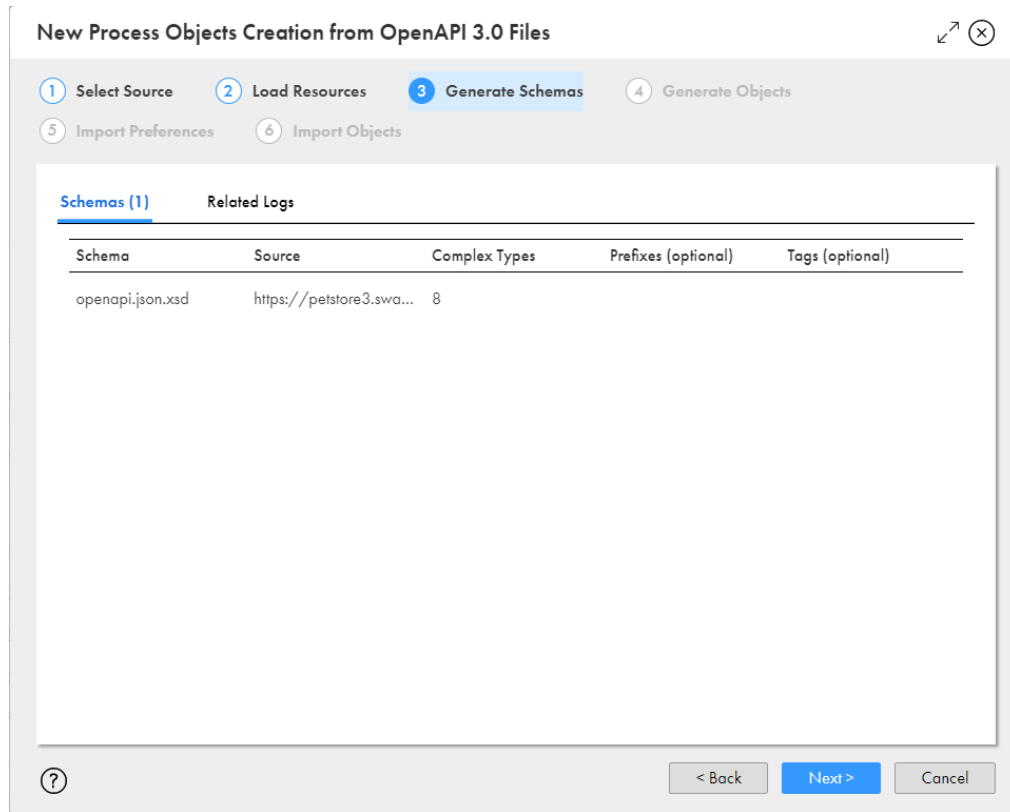 New Process Objects Creation from OpenAPI 3.0 Files
1 Select Source 2 Load Resources 3 Generate Schemas 4 Generate Objects
5 Import Preferences 6 Import Objects
Schemas (1) Related Logs
Schema Source Complex Types Prefixes (optional) Tags (optional)
openapi.json.xsd https://petstore3.swa... 8
? < Back Next > Cancel